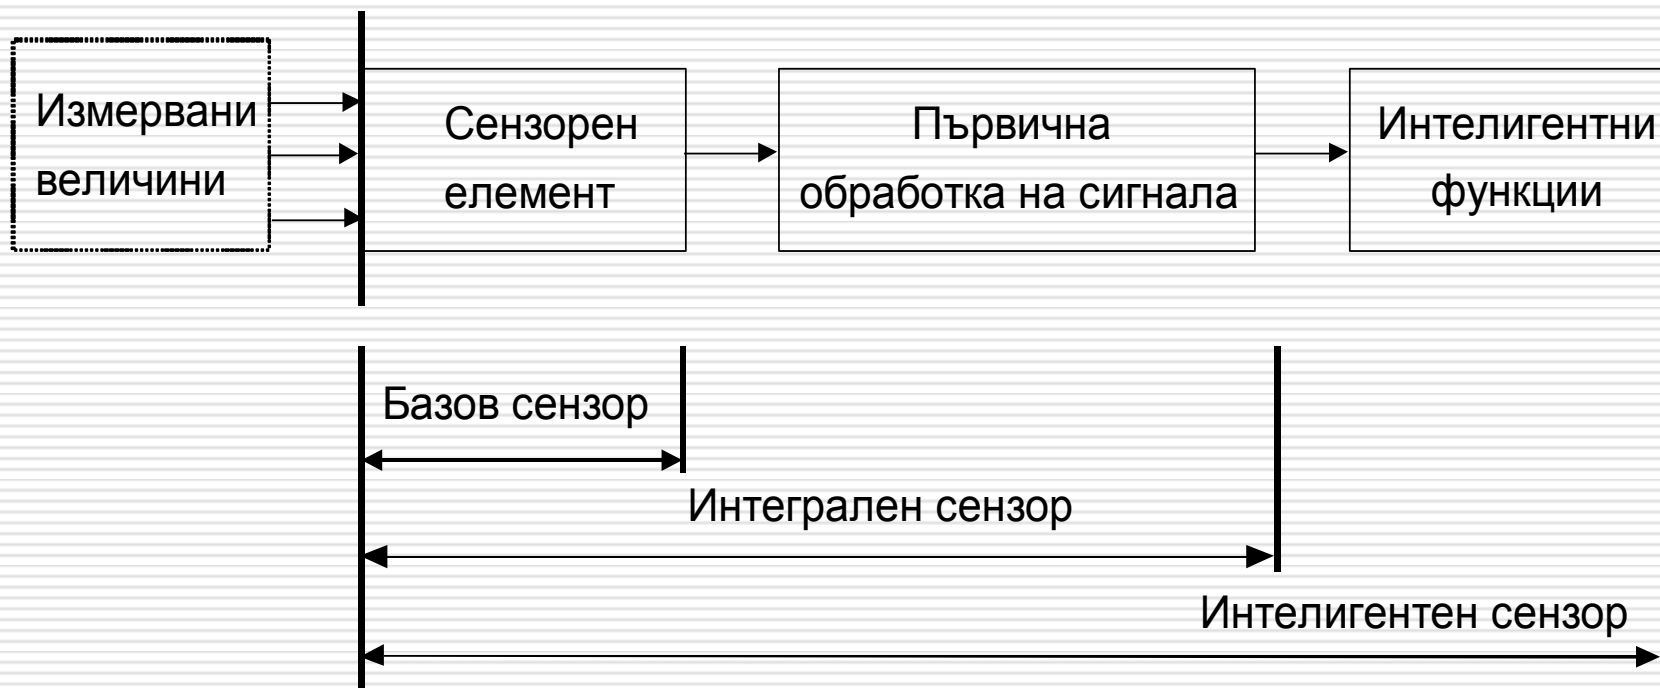 Измервани
величини
Сензорен
елемент
Първична
обработка на сигнала
Интелигентни
функции
Базов сензор
Интегрален сензор
Интелигентен сензор